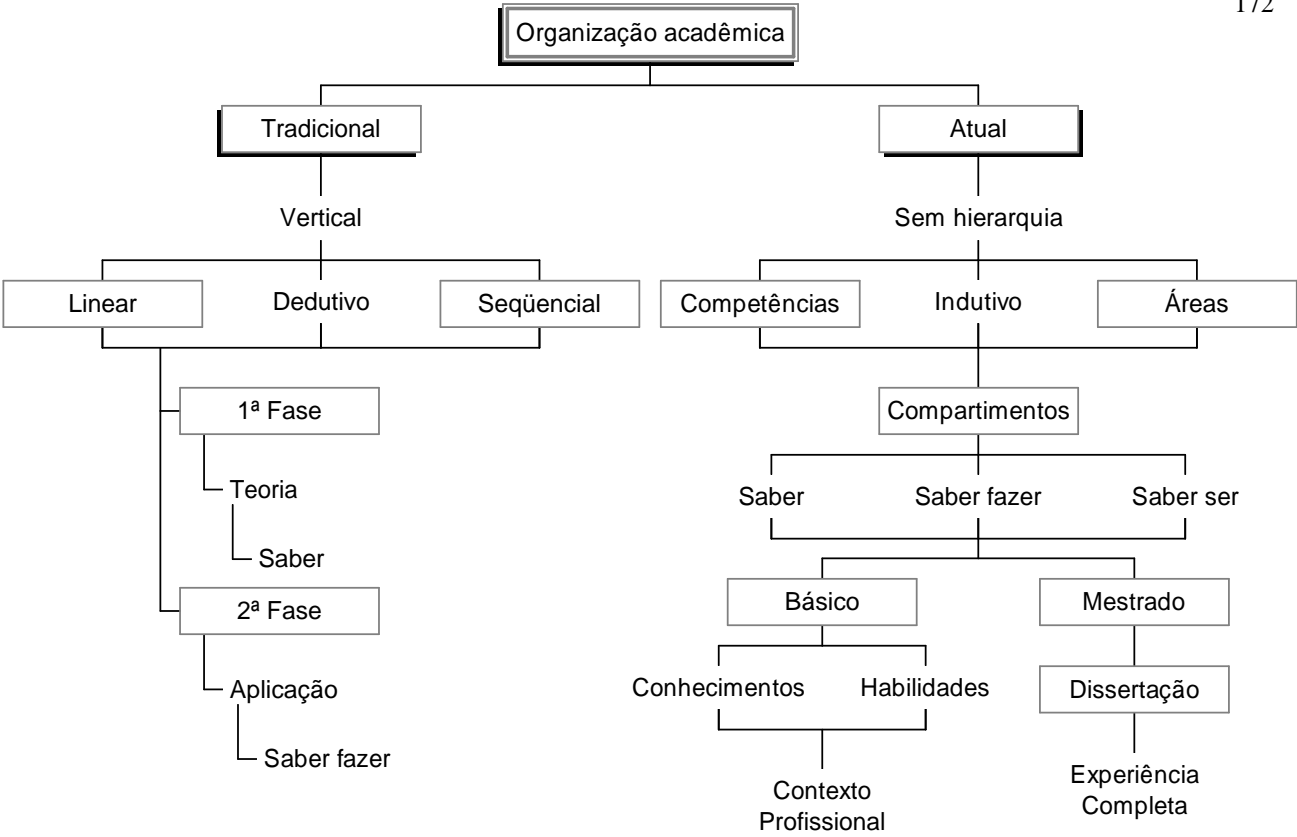 172
Organização acadêmica
Tradicional
Atual
Vertical
Sem hierarquia
Linear
Dedutivo
Seqüencial
Competências
Indutivo
Áreas
1ª Fase
Compartimentos
Teoria
Saber
Saber fazer
Saber ser
Saber
2ª Fase
Básico
Mestrado
Aplicação
Conhecimentos
Habilidades
Dissertação
Saber fazer
Contexto
Profissional
Experiência
Completa